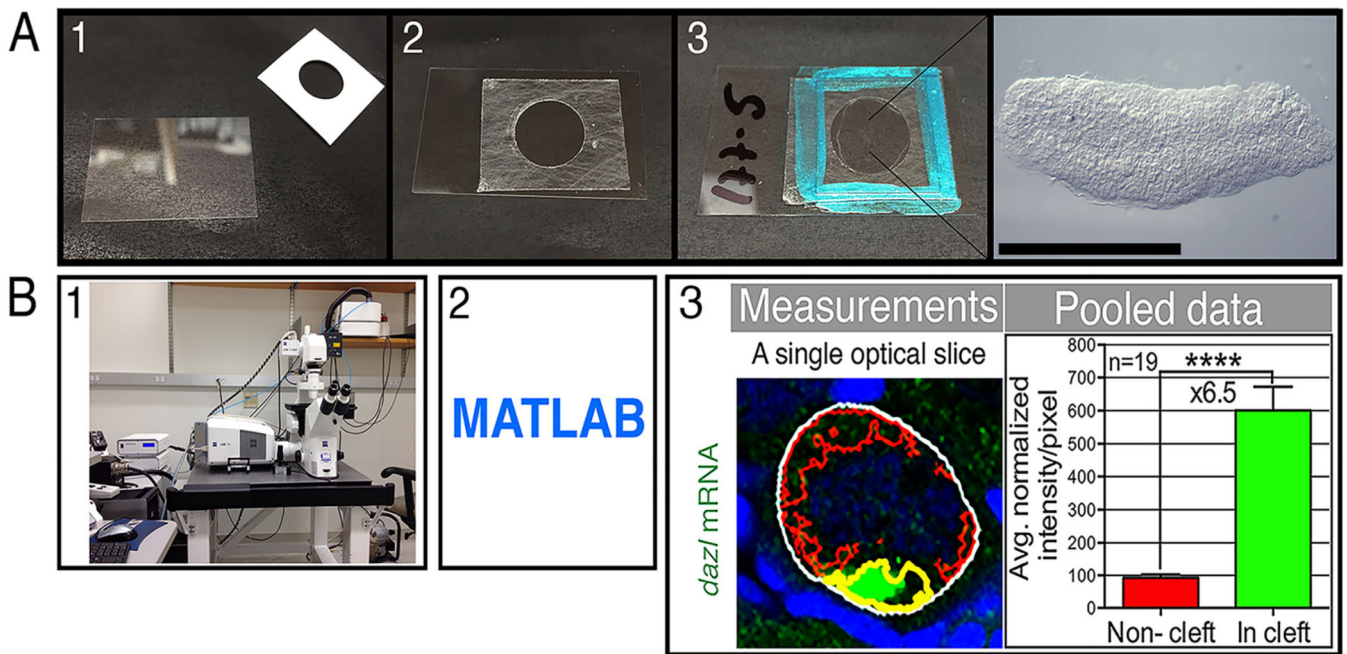 A
1
2
3
17t-5
B
1
2
MATLAB
3
Measurements
Pooled data
A single optical slice
dazl mRNA
Avg. normalized
intensity/pixel
800
700
600
500
400
300
200
100
0
n=19
****
x6.5
Non- cleft
In cleft